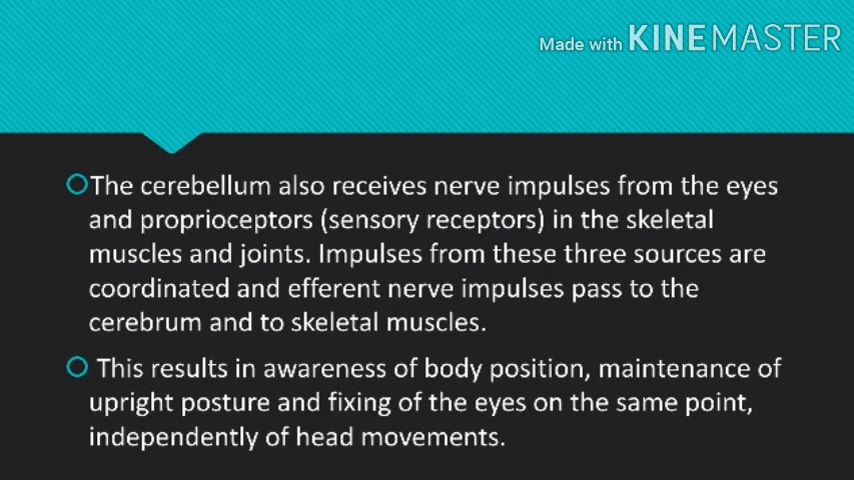 Made with KINEMASTER
The cerebellum also receives nerve impulses from the eyes
and proprioceptors (sensory receptors) in the skeletal
muscles and joints. Impulses from these three sources are
coordinated and efferent nerve impulses pass to the
cerebrum and to skeletal muscles.
This results in awareness of body position, maintenance of
upright posture and fixing of the eyes on the same point,
independently of head movements.